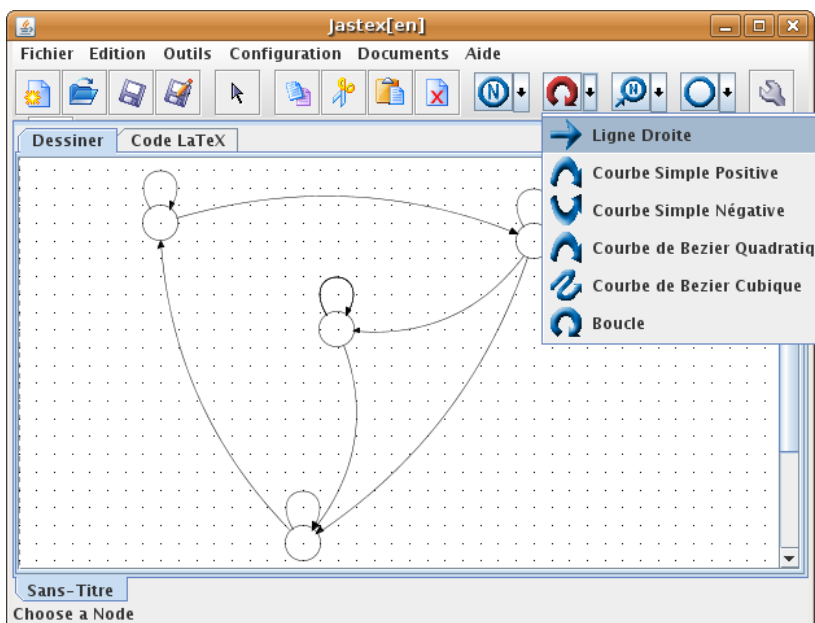 Jastex[en]
Fichier Edition Outils Configuration Documents Aide
N N
Dessiner Code LaTeX
Ligne Droite
Courbe Simple Positive
Courbe Simple Négative
Courbe de Bezier Quadratiq
Courbe de Bezier Cubique
Boucle
Sans-Titre
Choose a Node